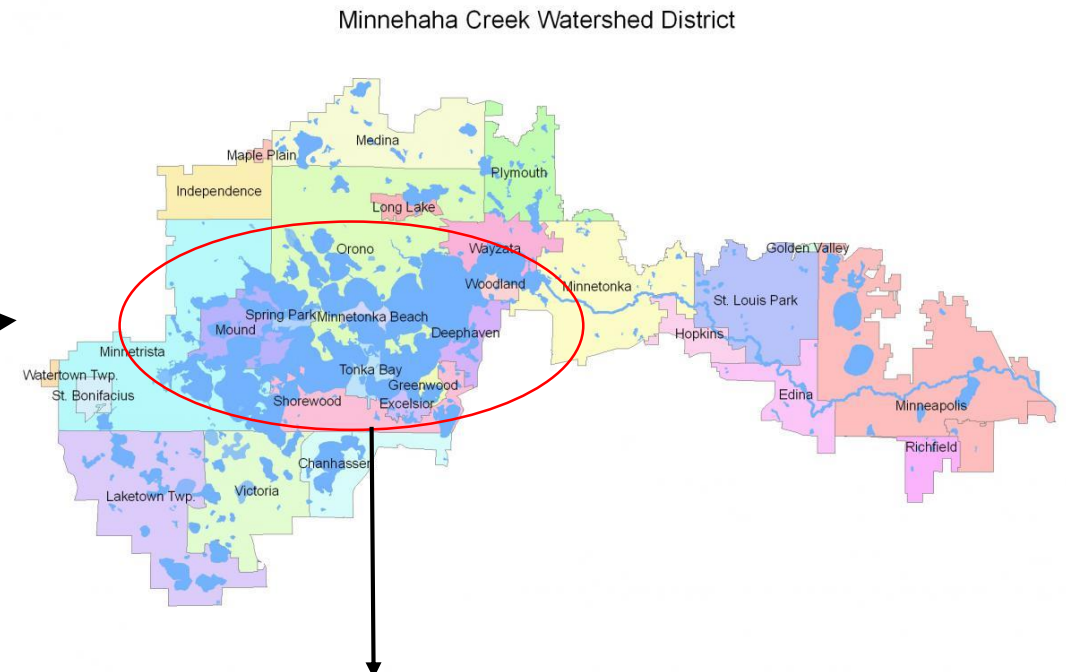 Minnehaha Creek Watershed District
Medina
Maple Plain
Plymouth
Independence
Long Lake
Orono
Wayzata
Golden Valley
Woodland
Minnetonka
St. Louis Park
Spring Park
Minnetonka Beach
Mound
Deephaven
Hopkins
Minnetrista
Tonka Bay
Watertown Twp.
Greenwood
St. Bonifacius
Edina
Shorewood
Excelsior
Minneapolis
Richfield
Chanhassen
Victoria
Laketown Twp.